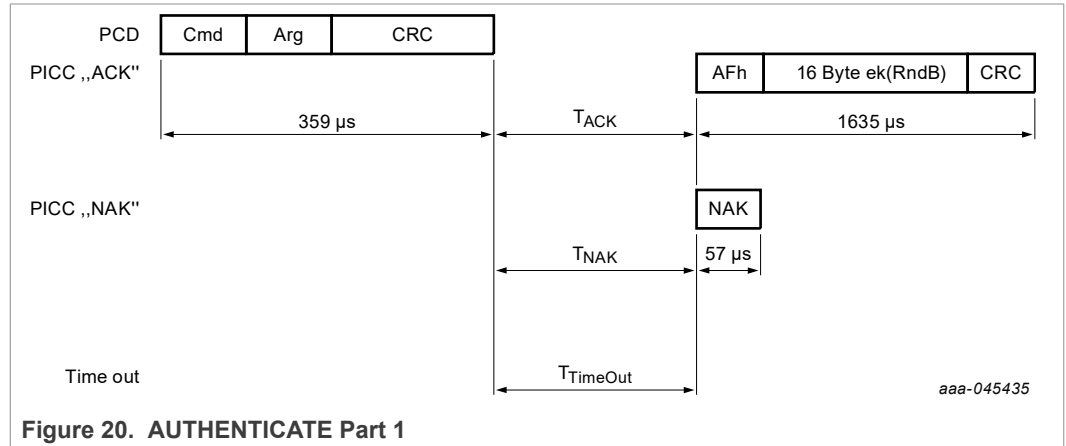 PCD Cmd Arg CRC
PICC ,,ACK" AFh 16 Byte ek(RndB) CRC
359 µs TACK 1635 µs
PICC ,,NAK" NAK
TNAK 57 µs
Time out TTimeOut
aaa-045435
Figure 20. AUTHENTICATE Part 1